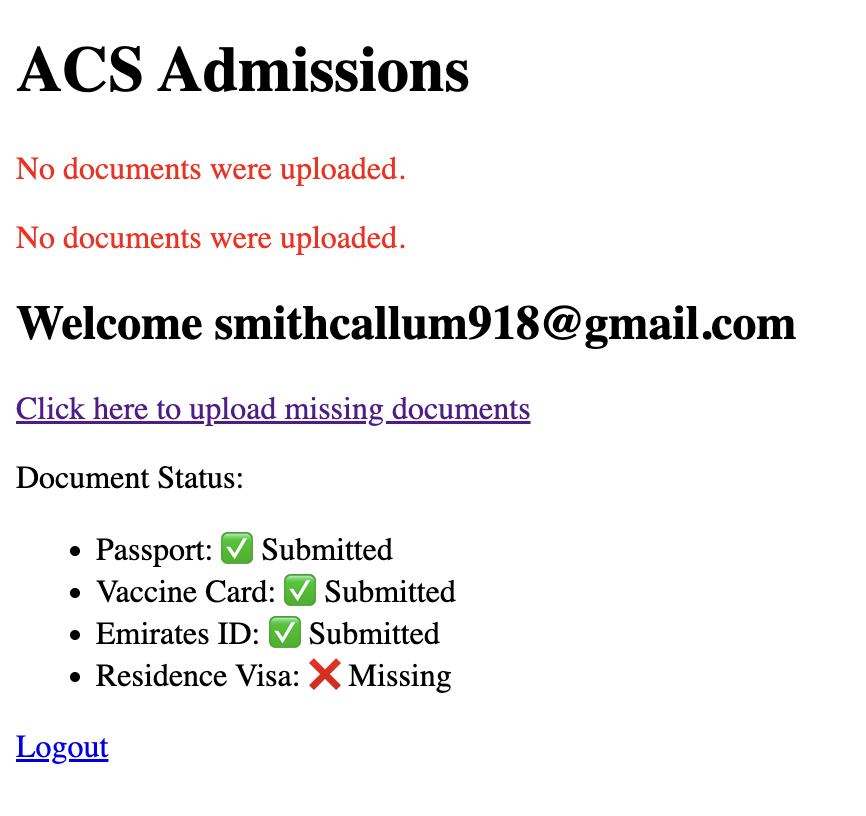 ACS Admissions
No documents were uploaded.
No documents were uploaded.
Welcome smithcallum918@gmail.com
Click here to upload missing documents
Document Status:
• Passport: ✅ Submitted
• Vaccine Card: ✅ Submitted
• Emirates ID: ✅ Submitted
• Residence Visa: ❌ Missing
Logout